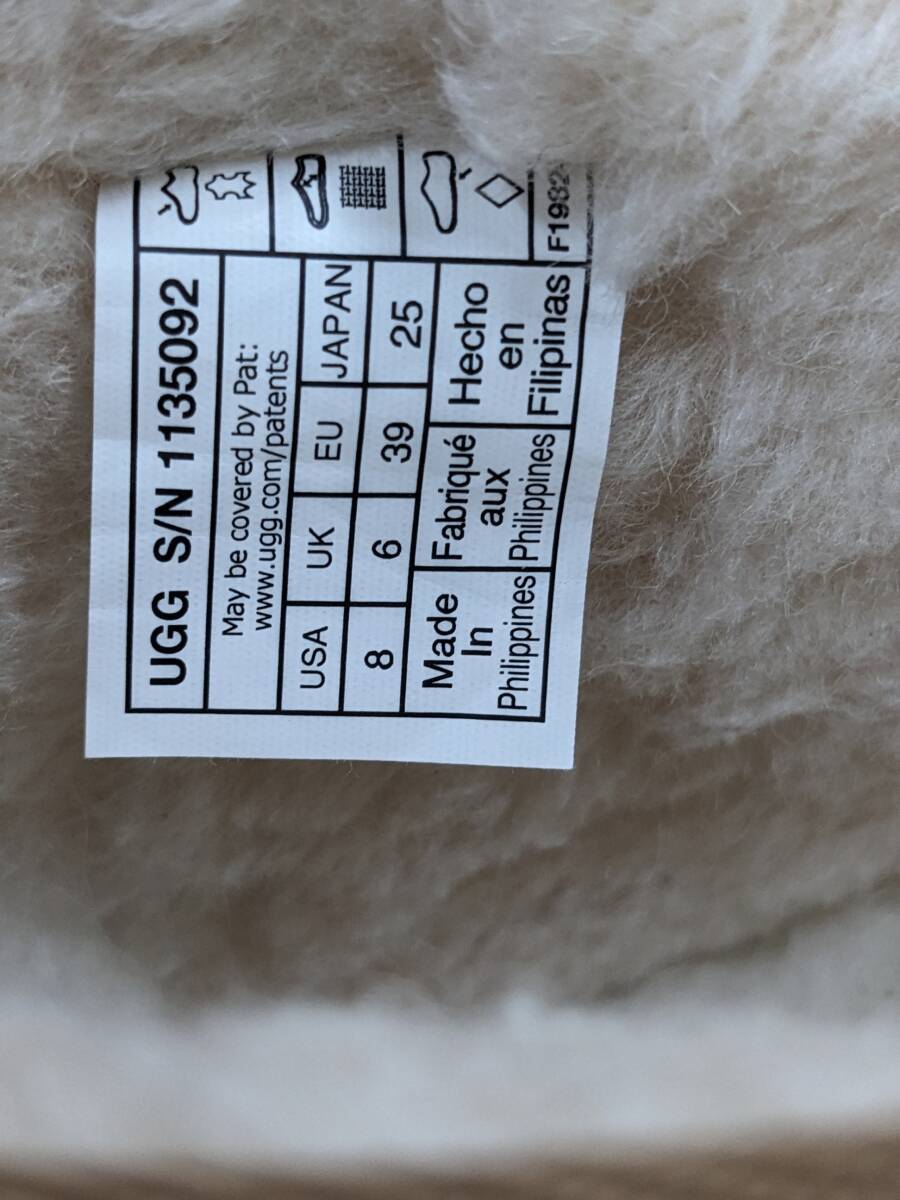 UGG S/N 1135092
May be covered by Pat:
www.ugg.com/patents
USA UK EU JAPAN
8 6 39 25
Made
In
Philippines
Fabriqué
aux
Philippines
Hecho
en
Filipinas